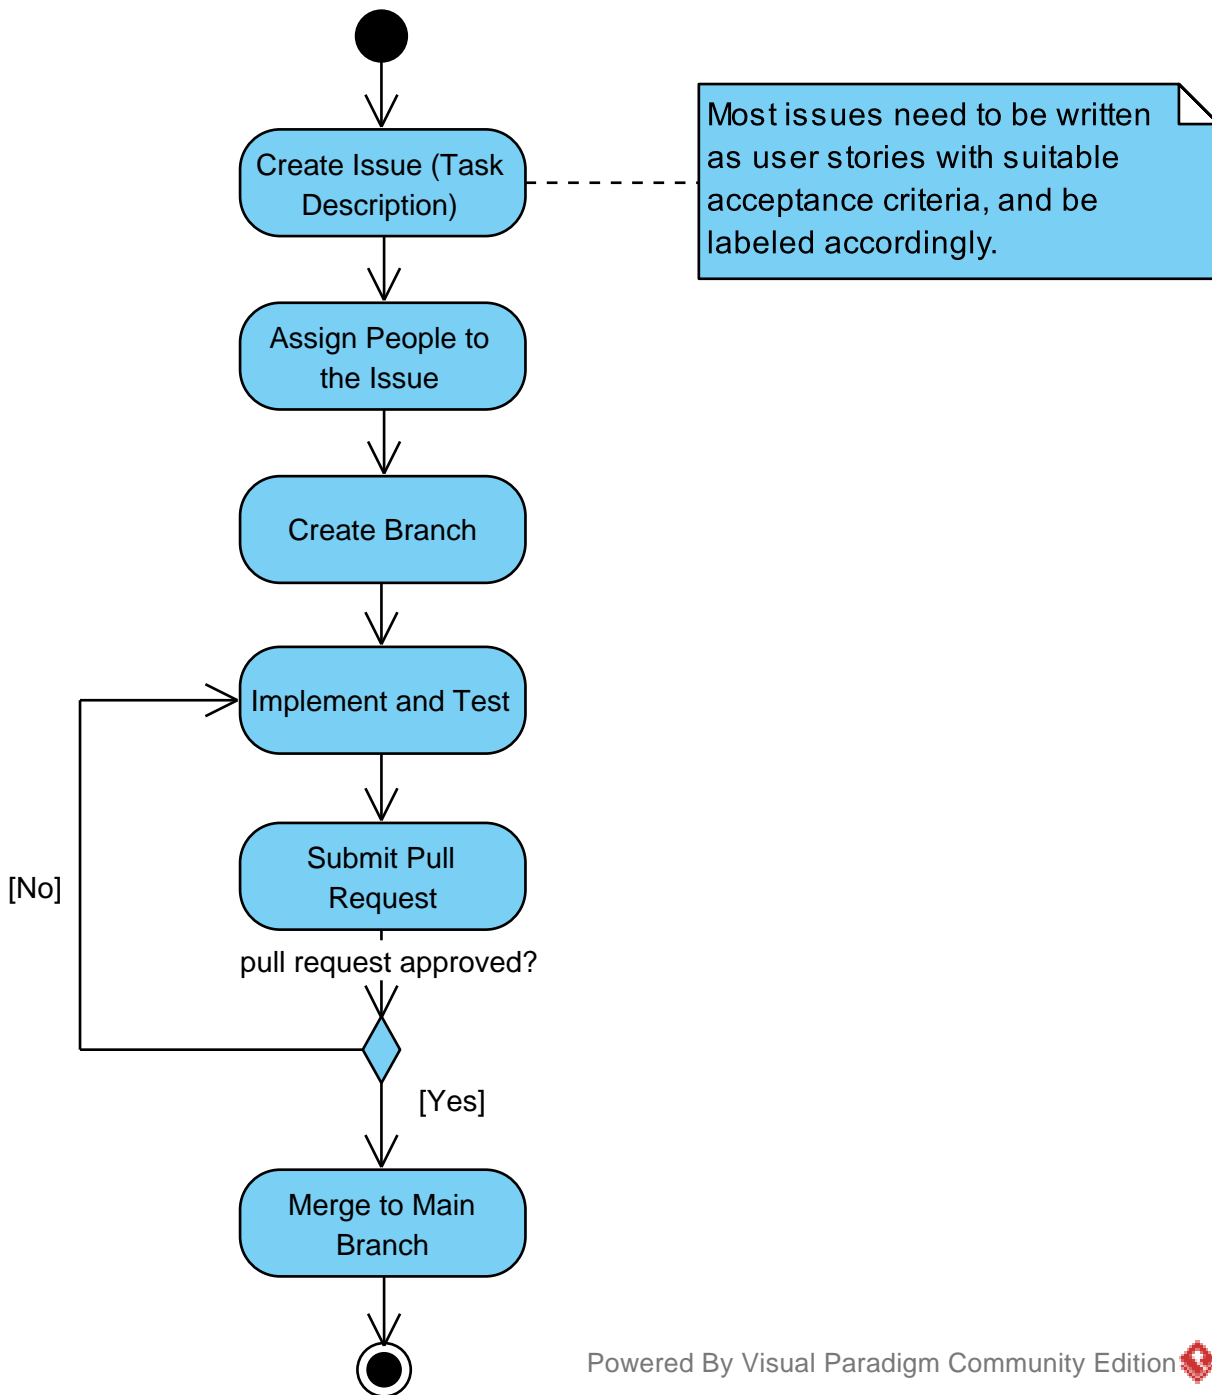 Create Issue (Task
Description)
Most issues need to be written
as user stories with suitable
acceptance criteria, and be
labeled accordingly.
Assign People to
the Issue
Create Branch
Implement and Test
Submit Pull
Request
[No]
pull request approved?
[Yes]
Merge to Main
Branch
Powered By Visual Paradigm Community Edition